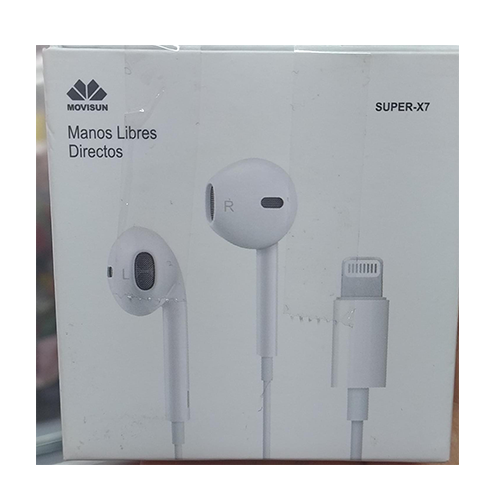 MOVISUN
SUPER-X7
Manos Libres
Directos
R
L